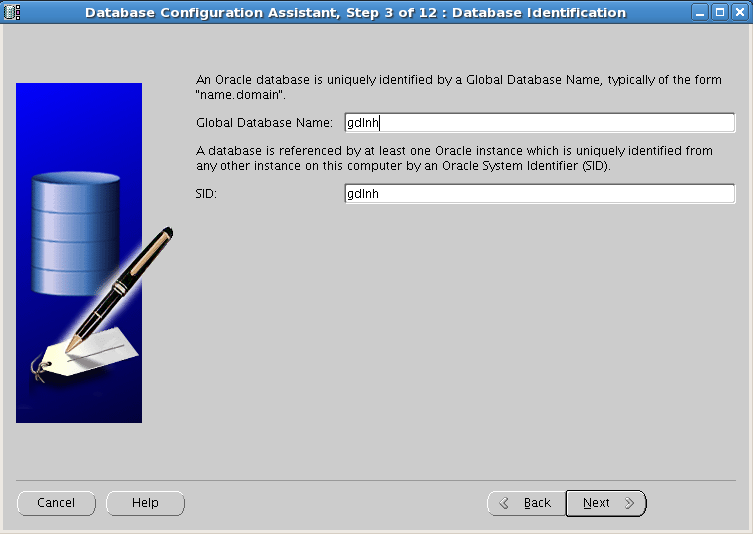 Database Configuration Assistant, Step 3 of 12 : Database Identification
An Oracle database is uniquely identified by a Global Database Name, typically of the form
"name.domain".
Global Database Name: gdlnh
A database is referenced by at least one Oracle instance which is uniquely identified from
any other instance on this computer by an Oracle System Identifier (SID).
SID: gdlnh
Cancel Help Back Next